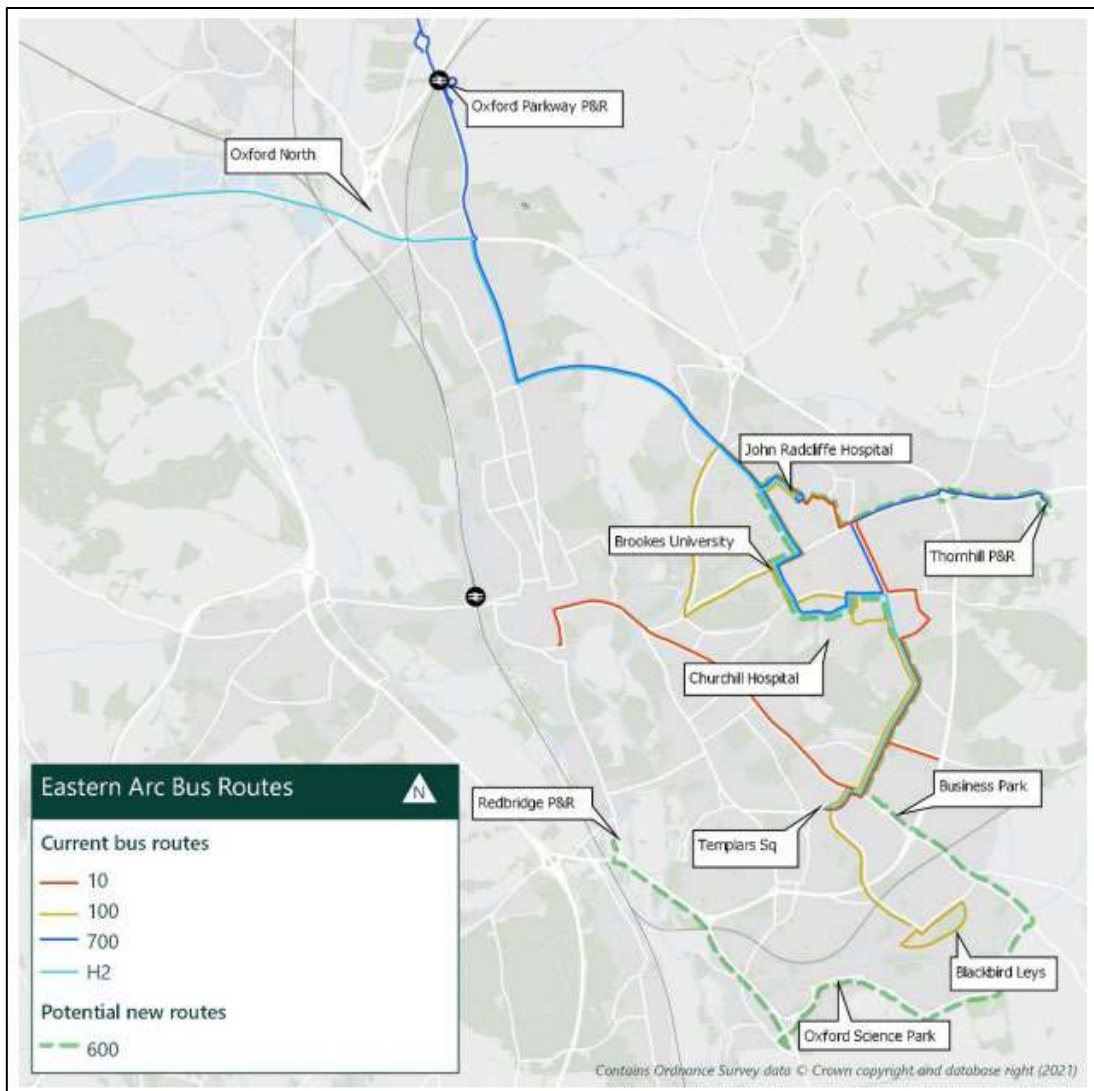 Oxford Parkway P&R
Oxford North
John Radcliffe Hospital
Brookes University
Thornhill P&R
Churchill Hospital
Eastern Arc Bus Routes
N
Redbridge P&R
Business Park
Templars Sq
Current bus routes
10
100
700
H2
Blackbird Leys
Potential new routes
600
Oxford Science Park
Contains Ordnance Survey data © Crown copyright and database right (2021)